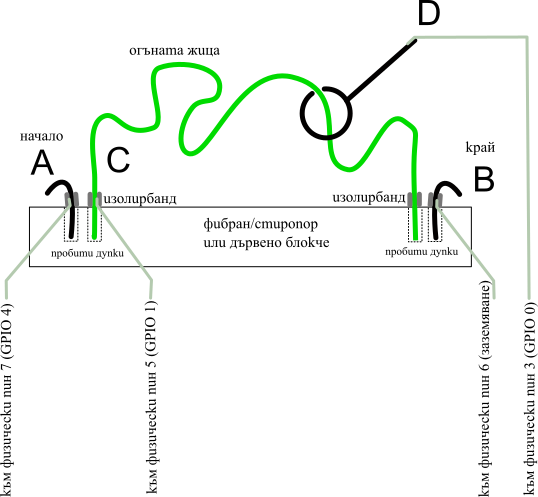 D
огъната жица
начало
A
C
край
B
изолирбанд
изолирбанд
фибран/стиропор
или дървено блокче
пробити дупки
пробити дупки
към физически пин 7 (GPIO 4)
към физически пин 5 (GPIO 1)
към физически пин 6 (заземяване)
към физически пин 3 (GPIO 0)